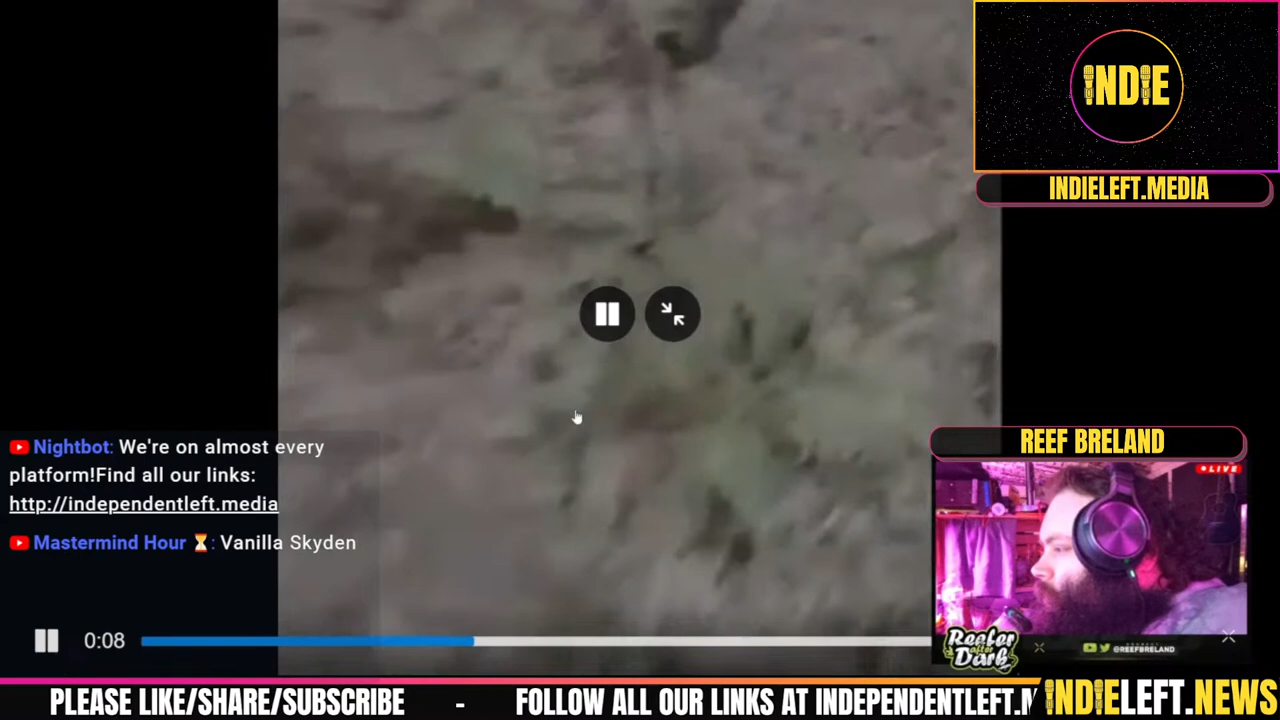 INDIE
INDIELEFT.MEDIA
Nightbot: We're on almost every
platform!Find all our links:
http://independentleft.media
Mastermind Hour ⏳: Vanilla Skyden
0:08
REEF BRELAND
LIVE
Reefer
after
Dark
@REEFBRELAND
PLEASE LIKE/SHARE/SUBSCRIBE - FOLLOW ALL OUR LINKS AT INDEPENDENTLEFT.M
INDIELEFT.NEWS